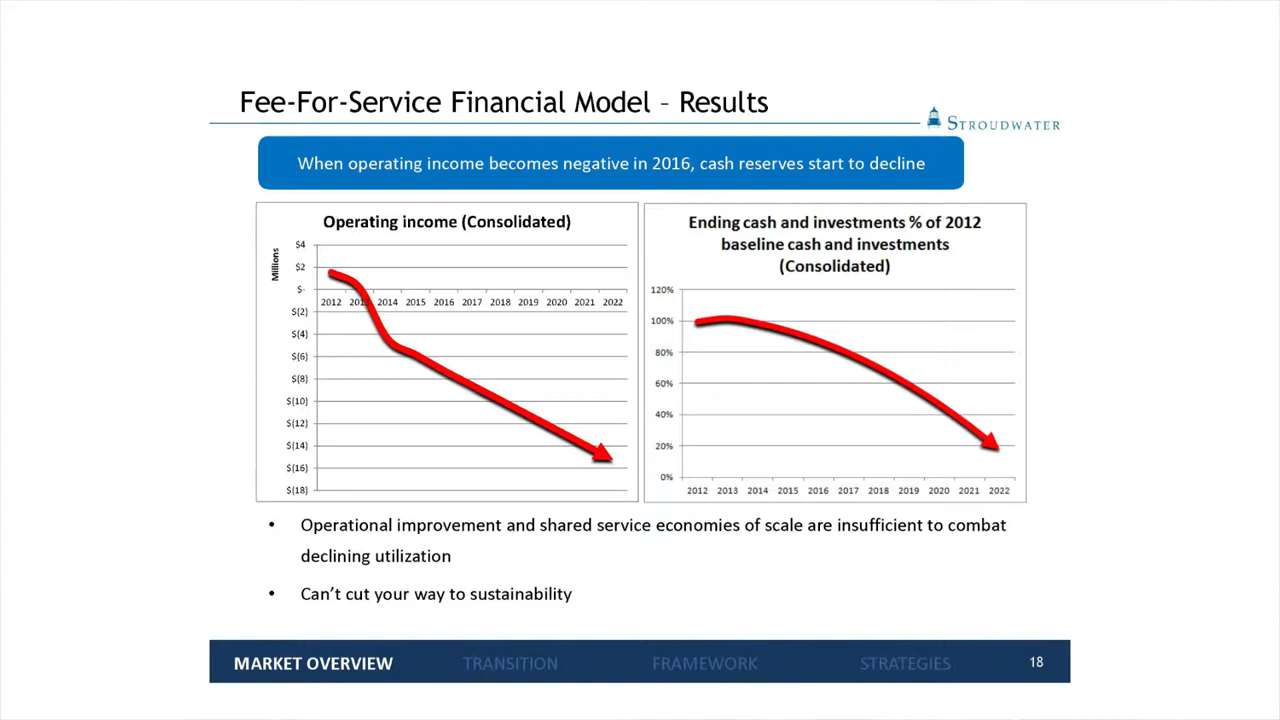 Fee-For-Service Financial Model – Results
STROUDWATER
When operating income becomes negative in 2016, cash reserves start to decline
Operating income (Consolidated)
Millions
$4
$2
$-
2012 2013 2014 2015 2016 2017 2018 2019 2020 2021 2022
$(2)
$(4)
$(6)
$(8)
$(10)
$(12)
$(14)
$(16)
$(18)
Ending cash and investments % of 2012
baseline cash and investments
(Consolidated)
120%
100%
80%
60%
40%
20%
0%
2012 2013 2014 2015 2016 2017 2018 2019 2020 2021 2022
• Operational improvement and shared service economies of scale are insufficient to combat
declining utilization
• Can't cut your way to sustainability
MARKET OVERVIEW TRANSITION FRAMEWORK STRATEGIES 18